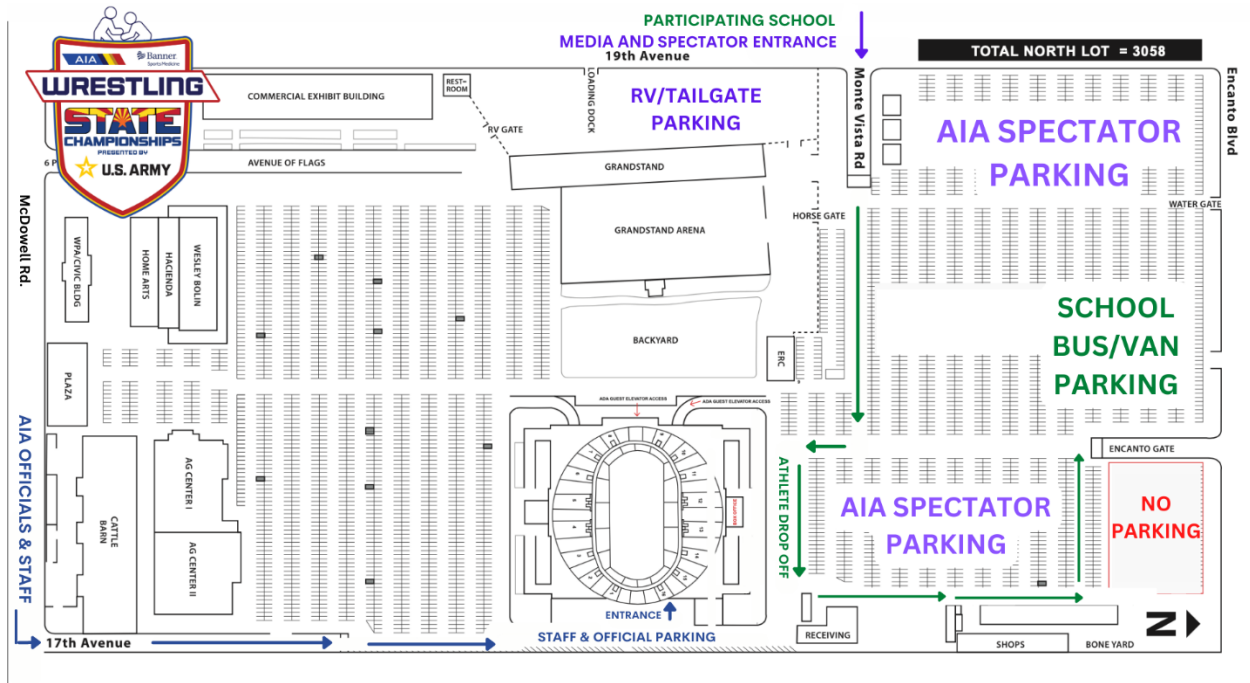 PARTICIPATING SCHOOL
MEDIA AND SPECTATOR ENTRANCE
19th Avenue
TOTAL NORTH LOT = 3058
AIA
Banner
Sports Medicine
WRESTLING
STATE
CHAMPIONSHIPS
PRESENTED BY
U.S. ARMY
COMMERCIAL EXHIBIT BUILDING
REST-
ROOM
LOADING DOCK
RV/TAILGATE
PARKING
Monte Vista Rd
AIA SPECTATOR
PARKING
Encanto Blvd
RV GATE
6 P
AVENUE OF FLAGS
GRANDSTAND
McDowell Rd.
WATER GATE
HORSE GATE
WPA/CIVIC BLDG
HOME ARTS
HACIENDA
WESLEY BOLIN
GRANDSTAND ARENA
SCHOOL
BUS/VAN
PARKING
BACKYARD
ERC
PLAZA
ADA GUEST ELEVATOR ACCESS
ADA GUEST ELEVATOR ACCESS
AIA OFFICIALS & STAFF
CATTLE
BARN
AG CENTER I
AG CENTER II
ATHLETE DROP OFF
ENCANTO GATE
AIA SPECTATOR
PARKING
NO
PARKING
ENTRANCE
STAFF & OFFICIAL PARKING
17th Avenue
RECEIVING
SHOPS
BONE YARD
N